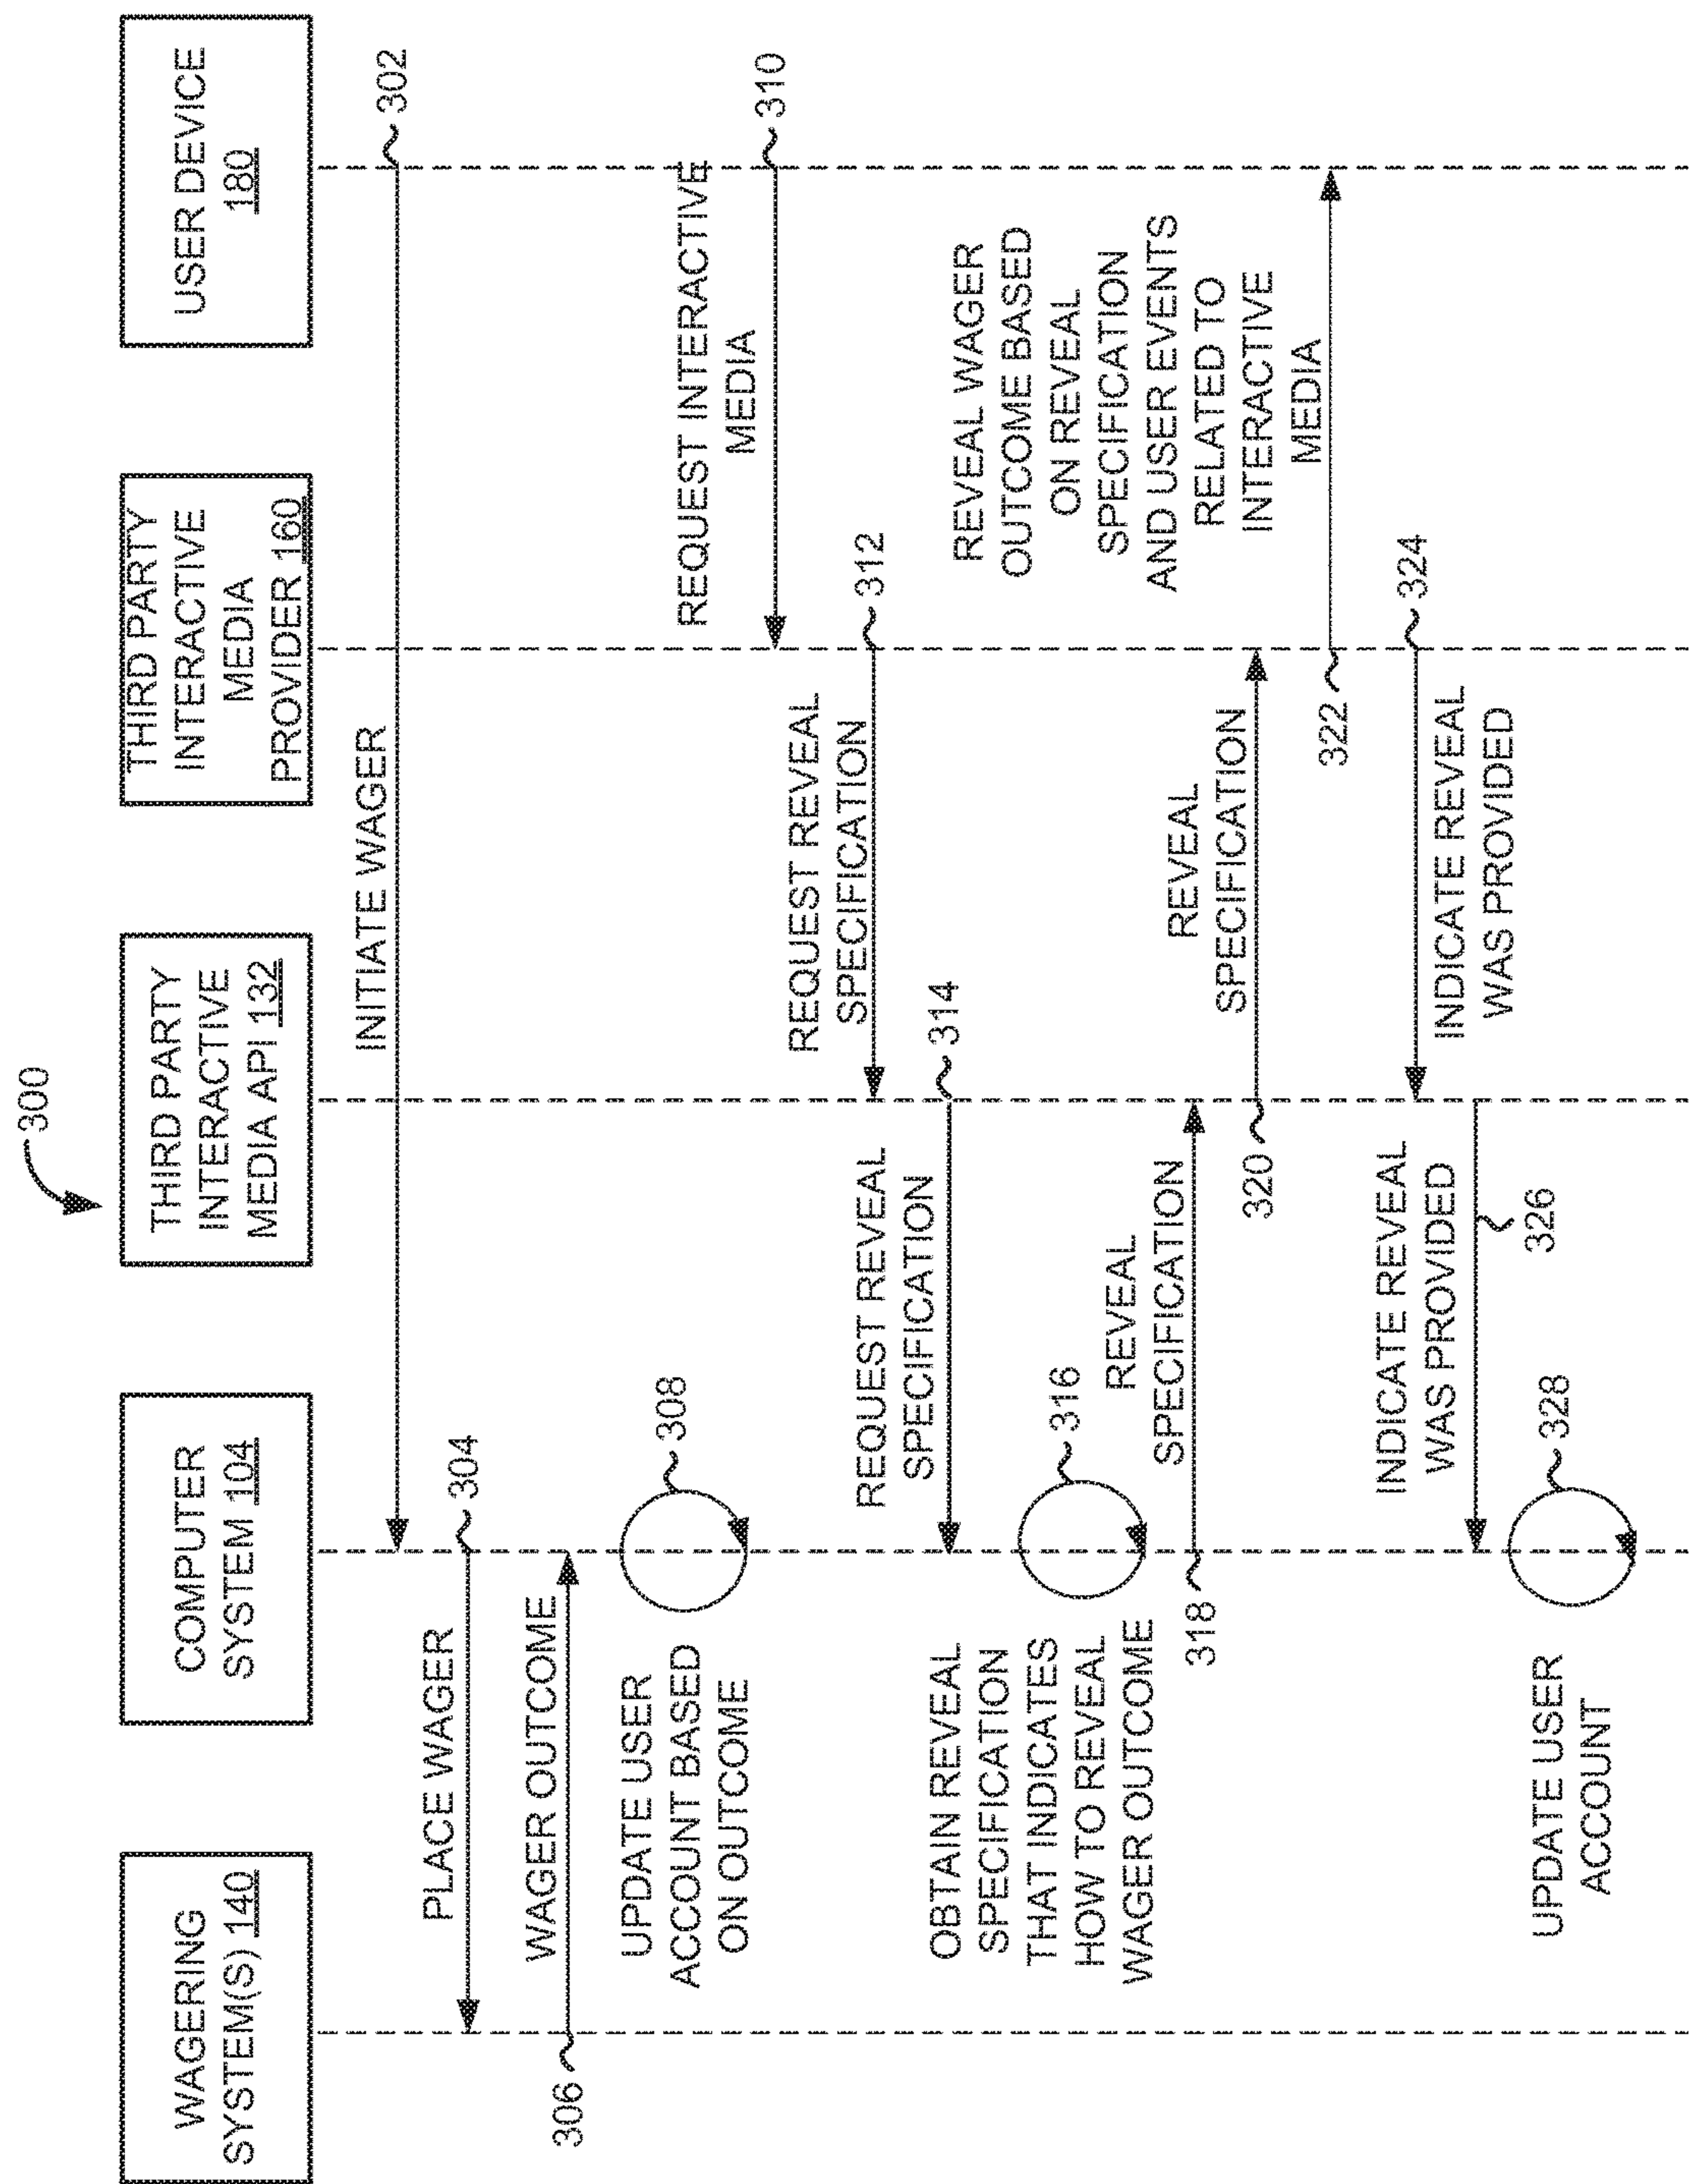 300
WAGERING
SYSTEM(S) 140
COMPUTER
SYSTEM 104
THIRD PARTY
INTERACTIVE
MEDIA API 132
THIRD PARTY
INTERACTIVE
MEDIA
PROVIDER 160
USER DEVICE
180
INITIATE WAGER
302
PLACE WAGER
304
WAGER OUTCOME
306
UPDATE USER
ACCOUNT BASED
ON OUTCOME
308
REQUEST INTERACTIVE
MEDIA
310
REQUEST REVEAL
SPECIFICATION
312
REQUEST REVEAL
SPECIFICATION
314
OBTAIN REVEAL
SPECIFICATION
THAT INDICATES
HOW TO REVEAL
WAGER OUTCOME
316
REVEAL
SPECIFICATION
318
REVEAL
SPECIFICATION
320
REVEAL WAGER
OUTCOME BASED
ON REVEAL
SPECIFICATION
AND USER EVENTS
RELATED TO
INTERACTIVE
MEDIA
322
INDICATE REVEAL
WAS PROVIDED
324
INDICATE REVEAL
WAS PROVIDED
326
UPDATE USER
ACCOUNT
328